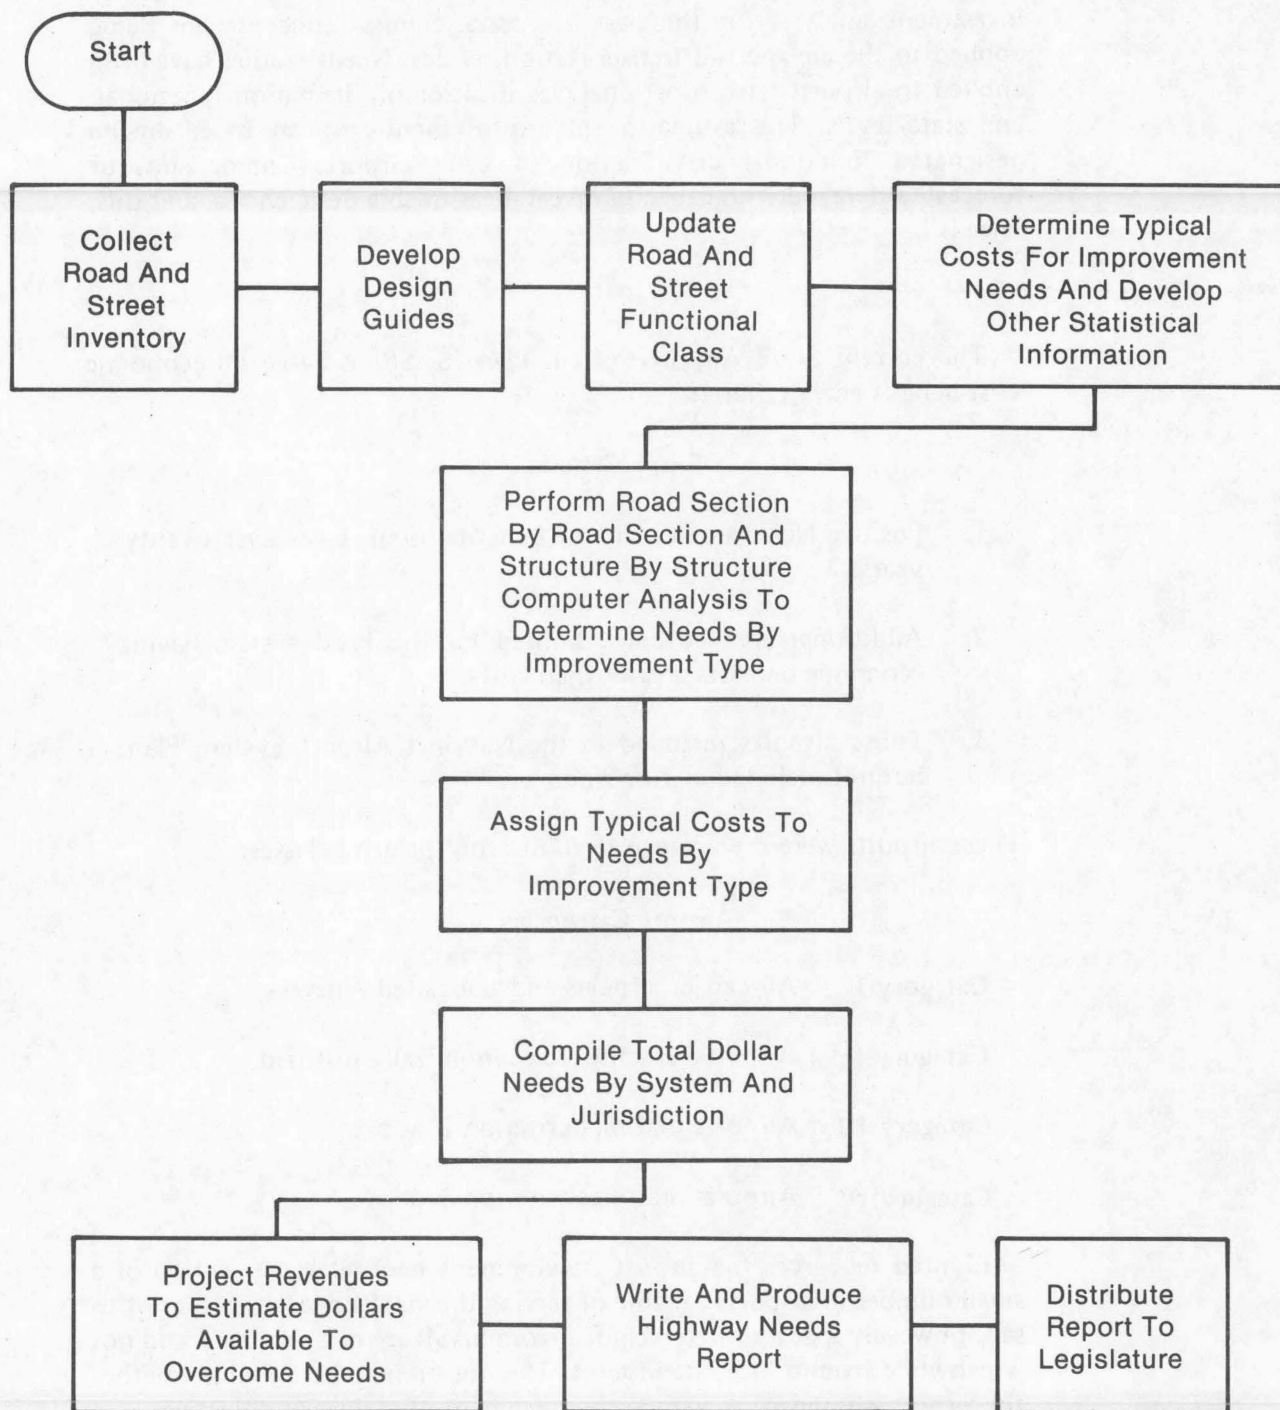 Start
Collect
Road And
Street
Inventory
Develop
Design
Guides
Update
Road And
Street
Functional
Class
Determine Typical
Costs For Improvement
Needs And Develop
Other Statistical
Information
Perform Road Section
By Road Section And
Structure By Structure
Computer Analysis To
Determine Needs By
Improvement Type
Assign Typical Costs To
Needs By
Improvement Type
Compile Total Dollar
Needs By System And
Jurisdiction
Project Revenues
To Estimate Dollars
Available To
Overcome Needs
Write And Produce
Highway Needs
Report
Distribute
Report To
Legislature